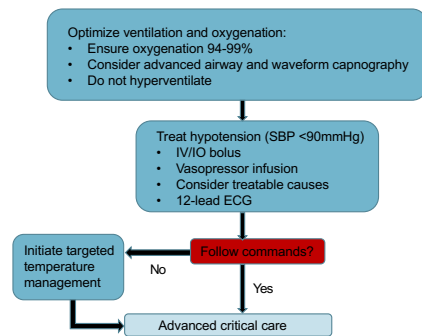 Optimize ventilation and oxygenation:
• Ensure oxygenation 94-99%
• Consider advanced airway and waveform capnography
• Do not hyperventilate
Treat hypotension (SBP <90mmHg)
• IV/IO bolus
• Vasopressor infusion
• Consider treatable causes
• 12-lead ECG
Follow commands?
No
Initiate targeted
temperature
management
Yes
Advanced critical care